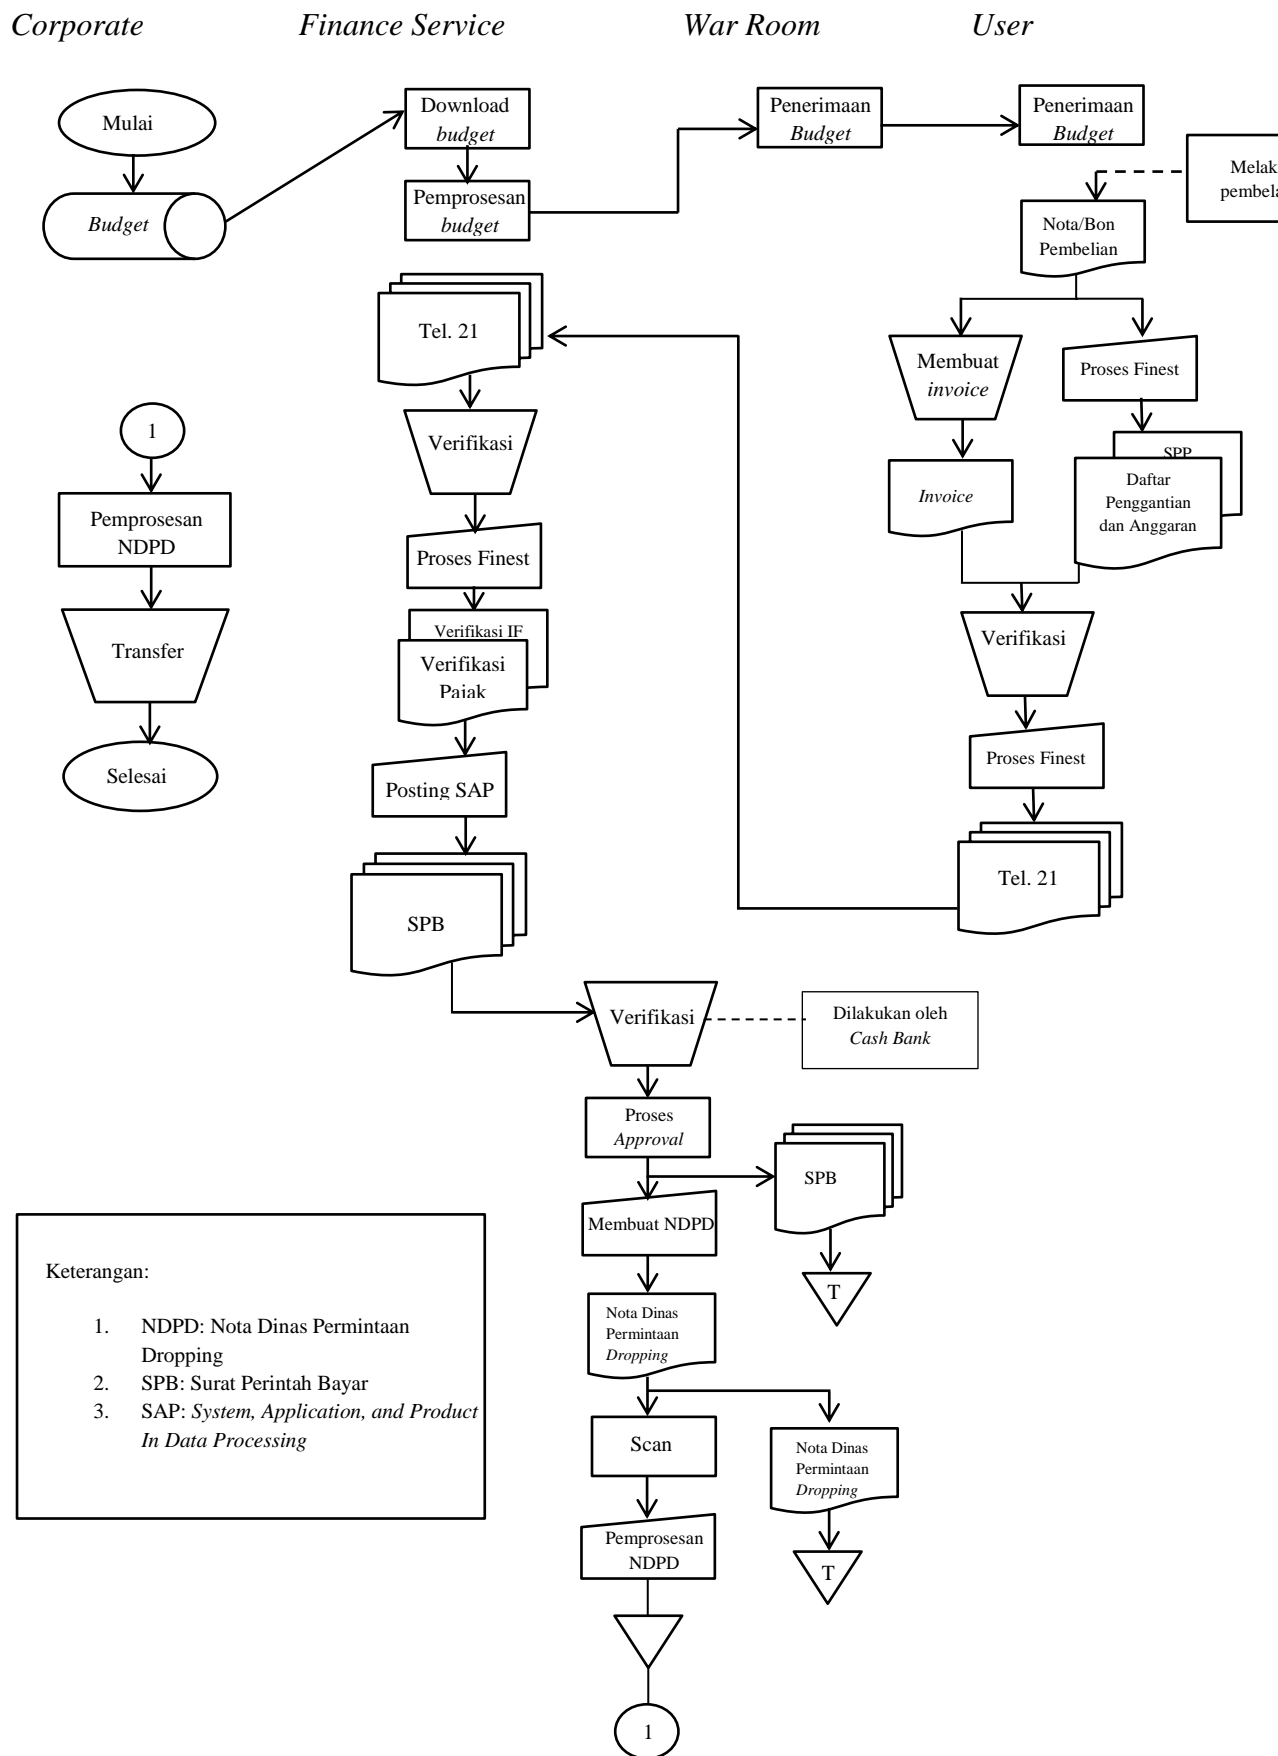 Corporate
Finance Service
War Room
User
Mulai
Budget
Download
budget
Pemprosesan
budget
Penerimaan
Budget
Penerimaan
Budget
Nota/Bon
Pembelian
Membuat
invoice
Invoice
Proses Finest
SPP
Daftar
Penggantian
dan Anggaran
Verifikasi
Proses Finest
Tel. 21
Tel. 21
Verifikasi
Proses Finest
Verifikasi IF
Verifikasi
Pajak
Posting SAP
SPB
Verifikasi
Dilakukan oleh
Cash Bank
Proses
Approval
SPB
T
Membuat NDPD
Nota Dinas
Permintaan
Dropping
Scan
Nota Dinas
Permintaan
Dropping
T
Pemprosesan
NDPD
1
1
Pemprosesan
NDPD
Transfer
Selesai
Keterangan:
1. NDPD: Nota Dinas Permintaan
Dropping
2. SPB: Surat Perintah Bayar
3. SAP: System, Application, and Product
In Data Processing